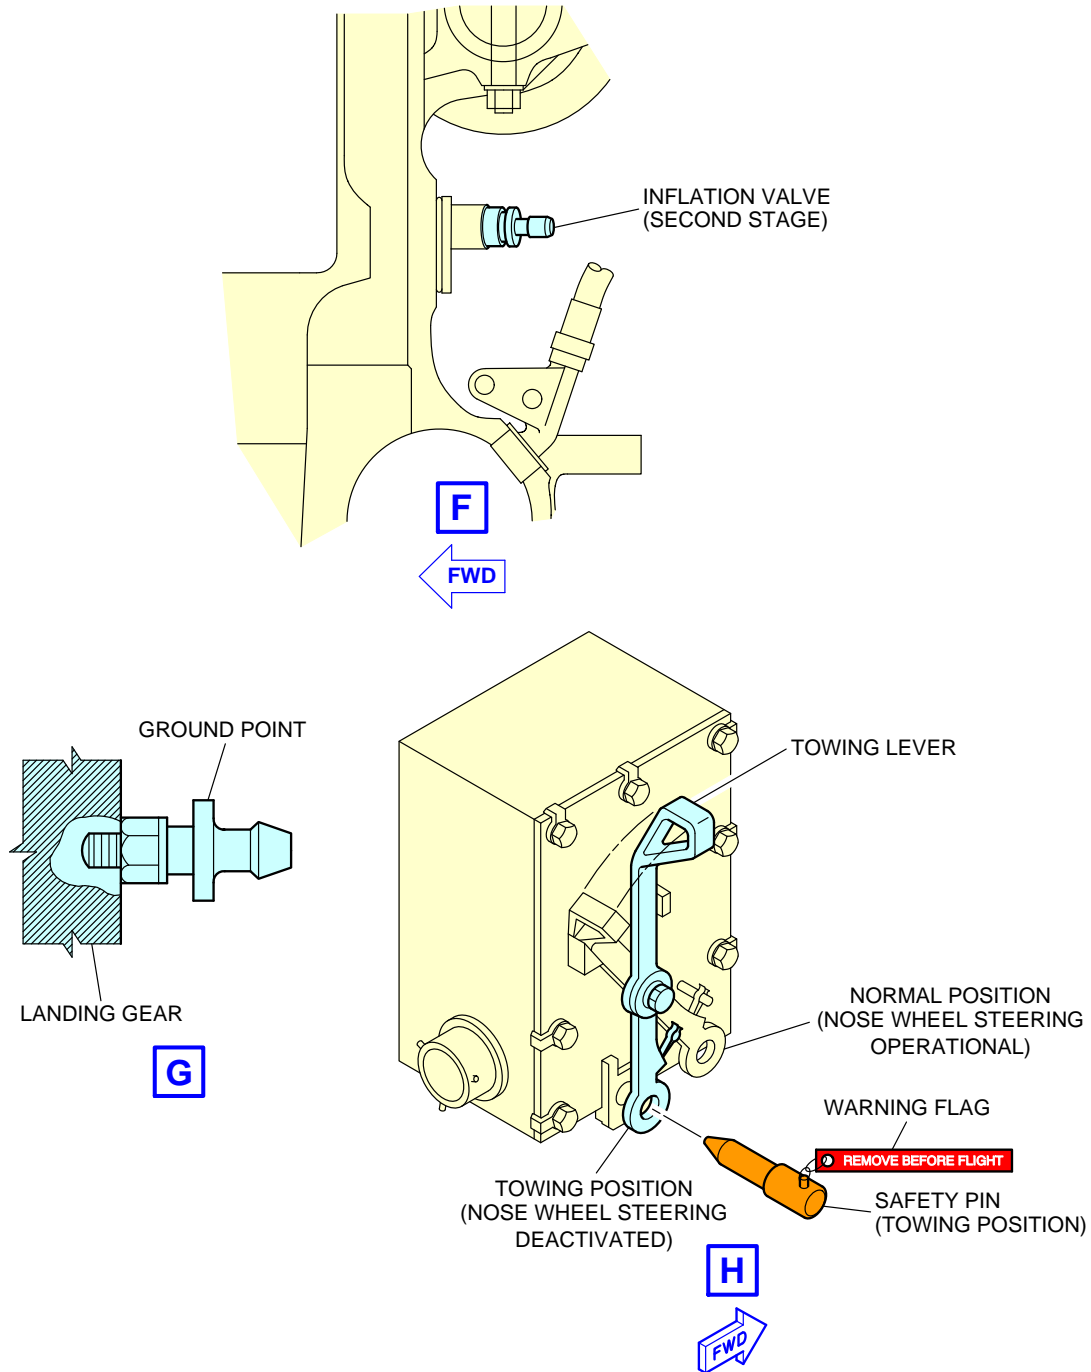 INFLATION VALVE
(SECOND STAGE)
F
FWD
GROUND POINT
LANDING GEAR
G
TOWING LEVER
NORMAL POSITION
(NOSE WHEEL STEERING
OPERATIONAL)
WARNING FLAG
REMOVE BEFORE FLIGHT
SAFETY PIN
(TOWING POSITION)
TOWING POSITION
(NOSE WHEEL STEERING
DEACTIVATED)
H
FWD